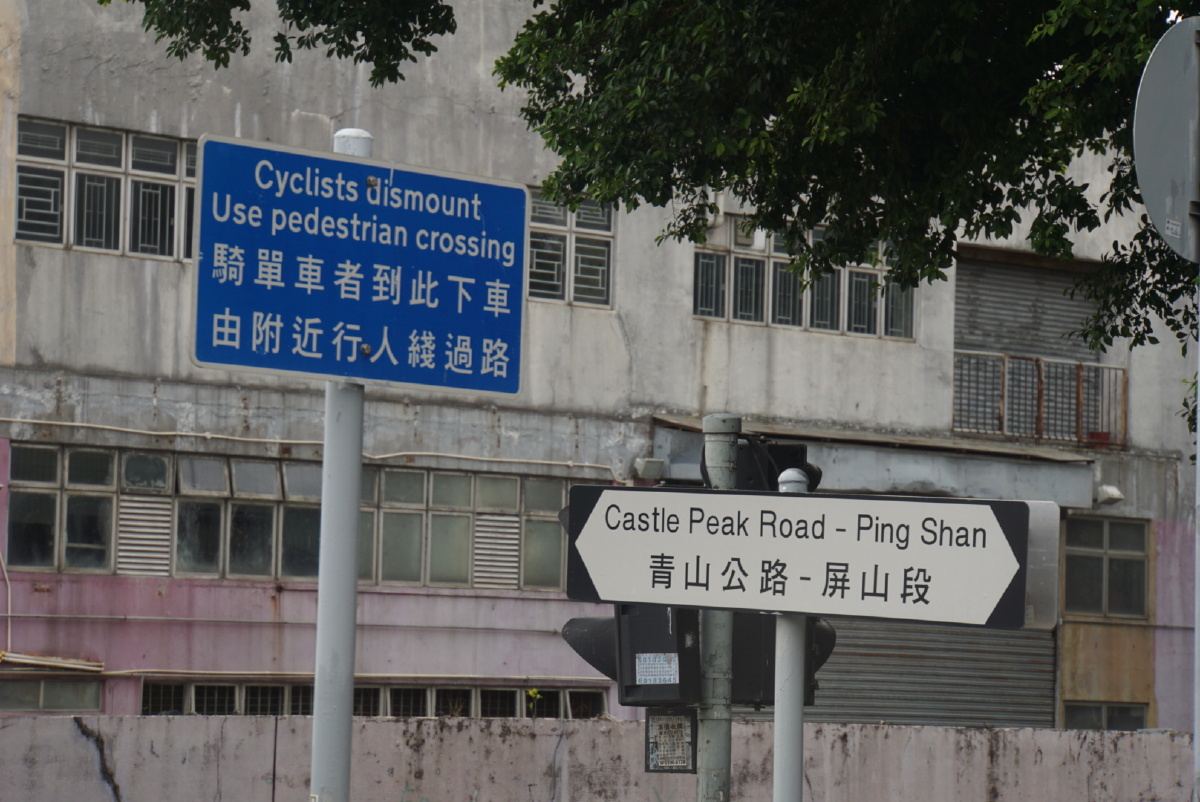 Cyclists dismount
Use pedestrian crossing
騎單車者到此下車
由附近行人綫過路
Castle Peak Road - Ping Shan
青山公路-屏山段